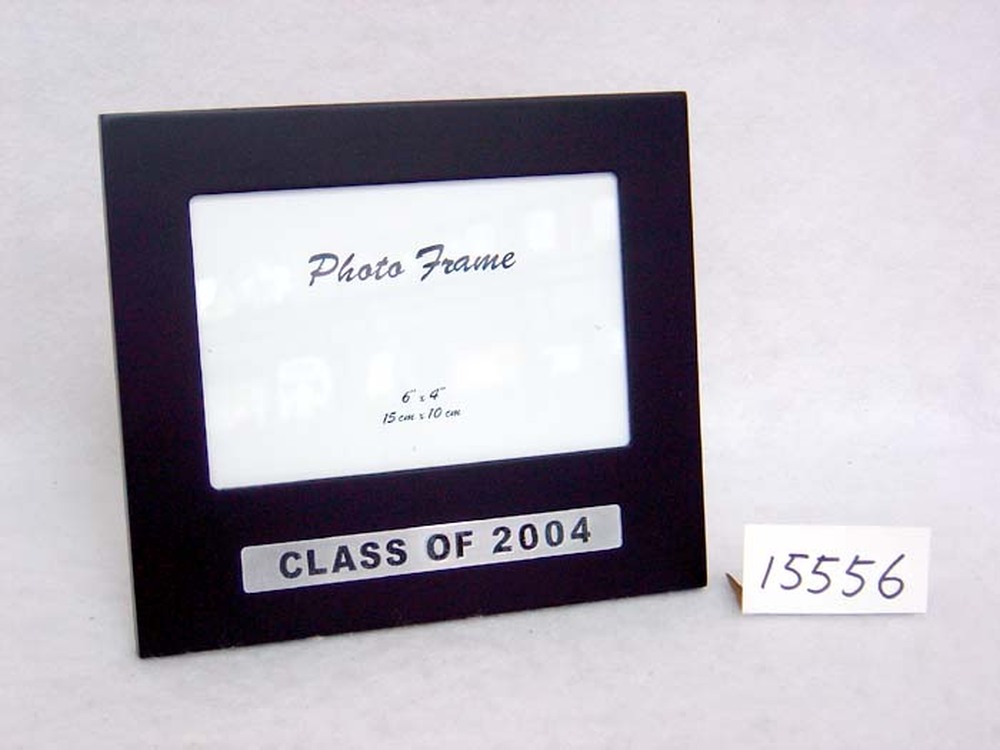 Photo Frame
6" x 4"
15 cm x 10 cm
CLASS OF 2004
15556